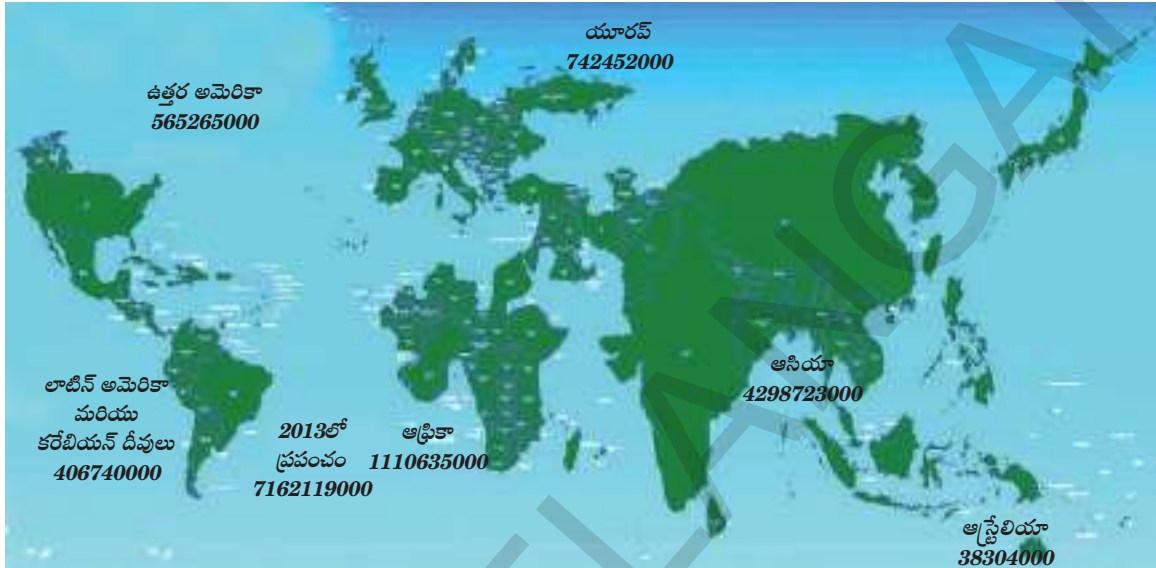 యూరప్
742452000
ఉత్తర అమెరికా
565265000
ఆసియా
4298723000
లాటిన్ అమెరికా
మరియు
కరేబియన్ దీవులు
406740000
2013లో
ప్రపంచం
7162119000
ఆఫ్రికా
1110635000
ఆస్ట్రేలియా
38304000